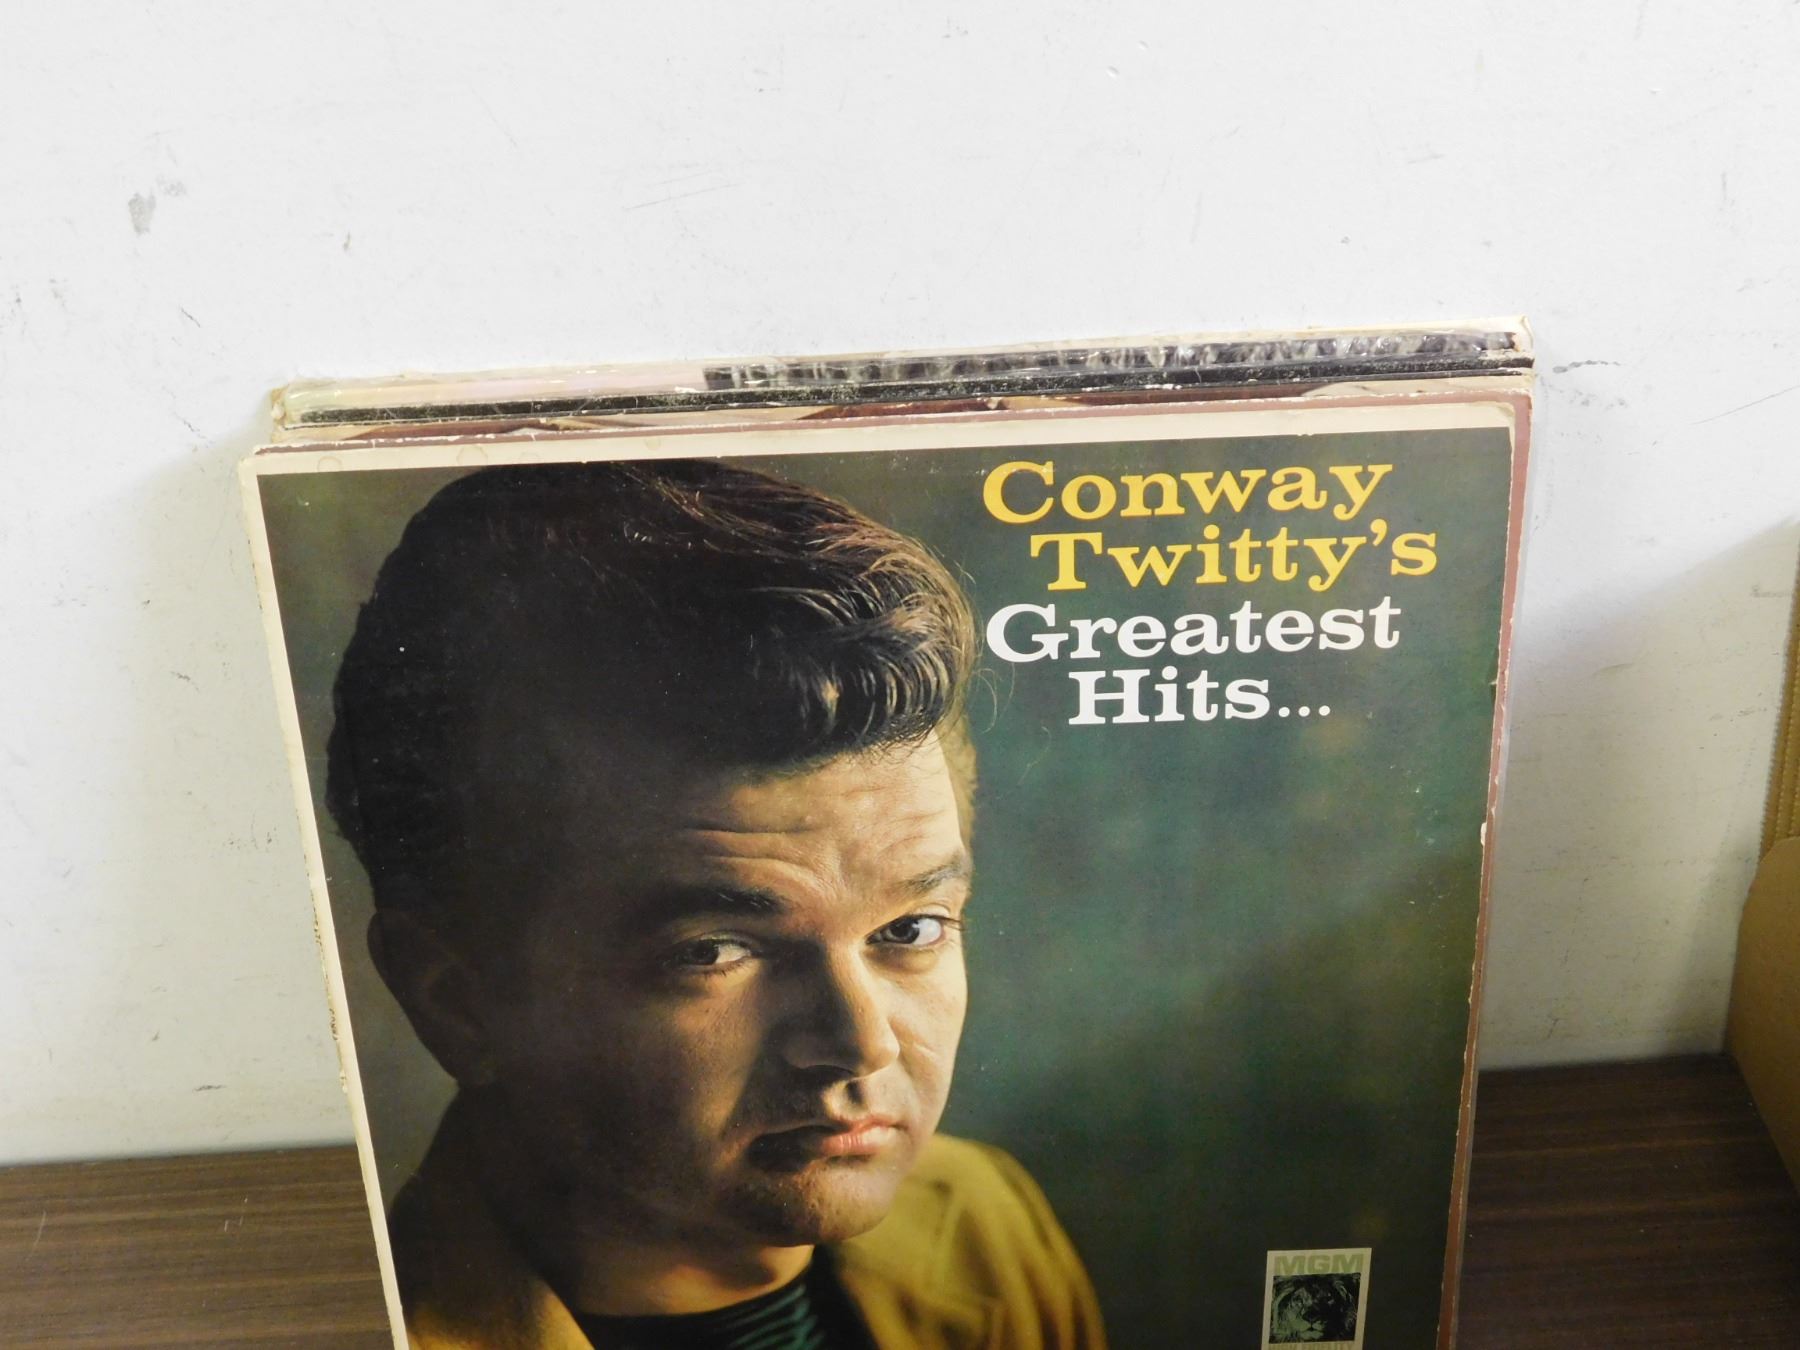 Conway
Twitty's
Greatest
Hits...
MGM